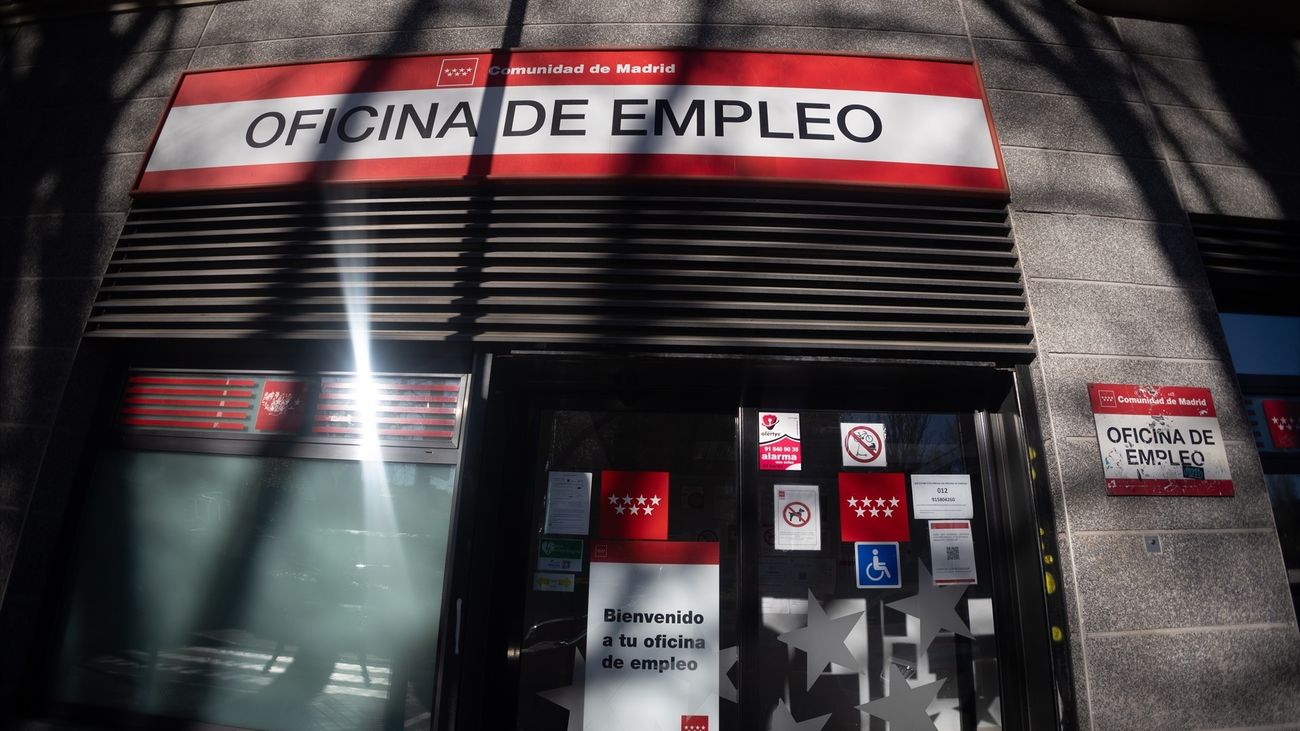 Comunidad de Madrid
OFICINA DE EMPLEO
Comunidad de Madrid
OFICINA DE
EMPLEO
alarma
012
915804260
Bienvenido
a tu oficina
de empleo